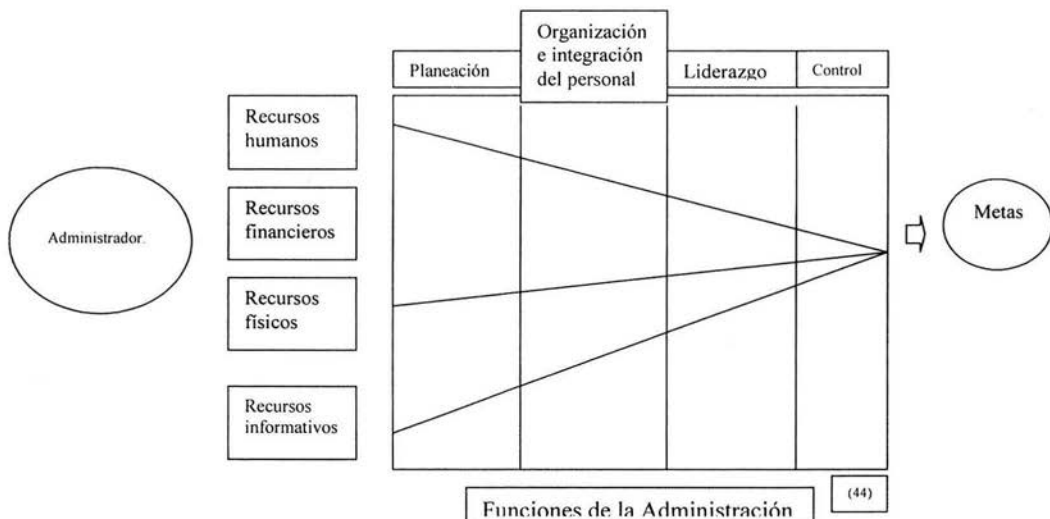 Organización
e integración
del personal
Planeación
Liderazgo
Control
Recursos
humanos
Recursos
financieros
Recursos
físicos
Recursos
informativos
Administrador.
Metas
(44)
Funciones de la Administración